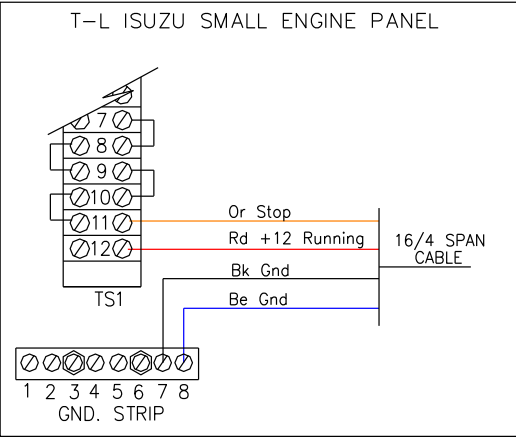 T-L ISUZU SMALL ENGINE PANEL
7
8
9
10
11
12
TS1
Or Stop
Rd +12 Running
Bk Gnd
Be Gnd
16/4 SPAN
CABLE
1 2 3 4 5 6 7 8
GND. STRIP